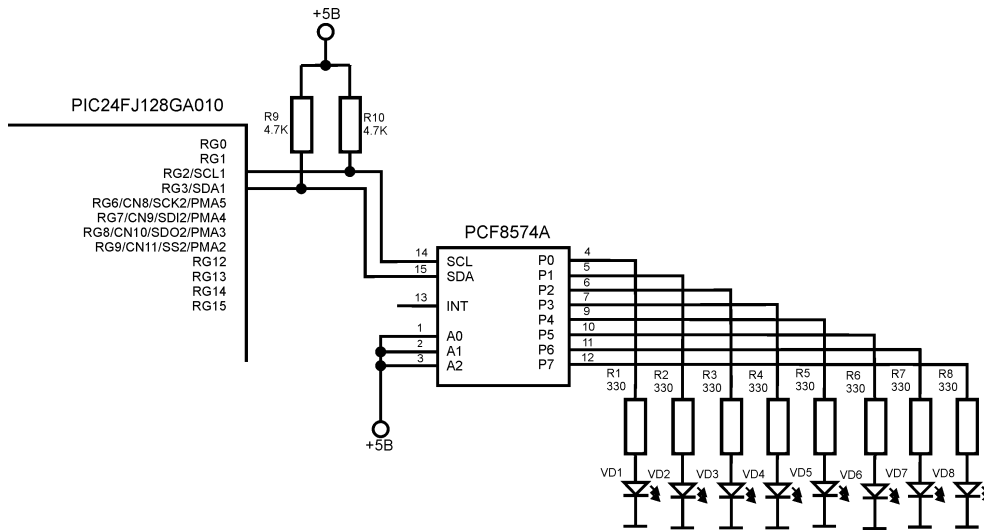 +5В
PIC24FJ128GA010
R9
4.7K
R10
4.7K
RG0
RG1
RG2/SCL1
RG3/SDA1
RG6/CN8/SCK2/PMA5
RG7/CN9/SDI2/PMA4
RG8/CN10/SDO2/PMA3
RG9/CN11/SS2/PMA2
RG12
RG13
RG14
RG15
PCF8574A
14 SCL
15 SDA
13 INT
1 A0
2 A1
3 A2
P0 4
P1 5
P2 6
P3 7
P4 9
P5 10
P6 11
P7 12
+5В
R1 R2 R3 R4 R5 R6 R7 R8
330 330 330 330 330 330 330 330
VD1 VD2 VD3 VD4 VD5 VD6 VD7 VD8